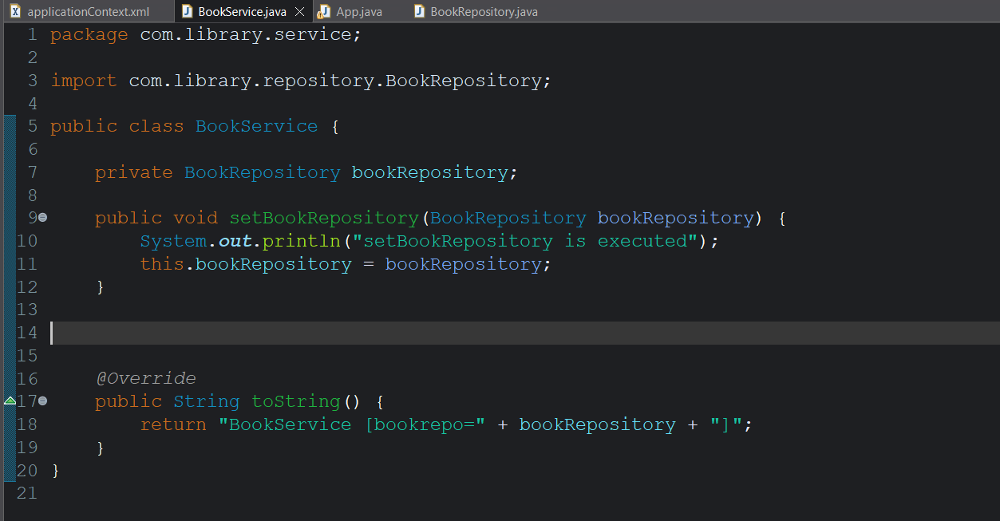 applicationContext.xml BookService.java App.java BookRepository.java
1 package com.library.service;
2
3 import com.library.repository.BookRepository;
4
5 public class BookService {
6
7     private BookRepository bookRepository;
8
9     public void setBookRepository(BookRepository bookRepository) {
10         System.out.println("setBookRepository is executed");
11         this.bookRepository = bookRepository;
12     }
13
14
15
16     @Override
17     public String toString() {
18         return "BookService [bookrepo=" + bookRepository + "]";
19     }
20 }
21